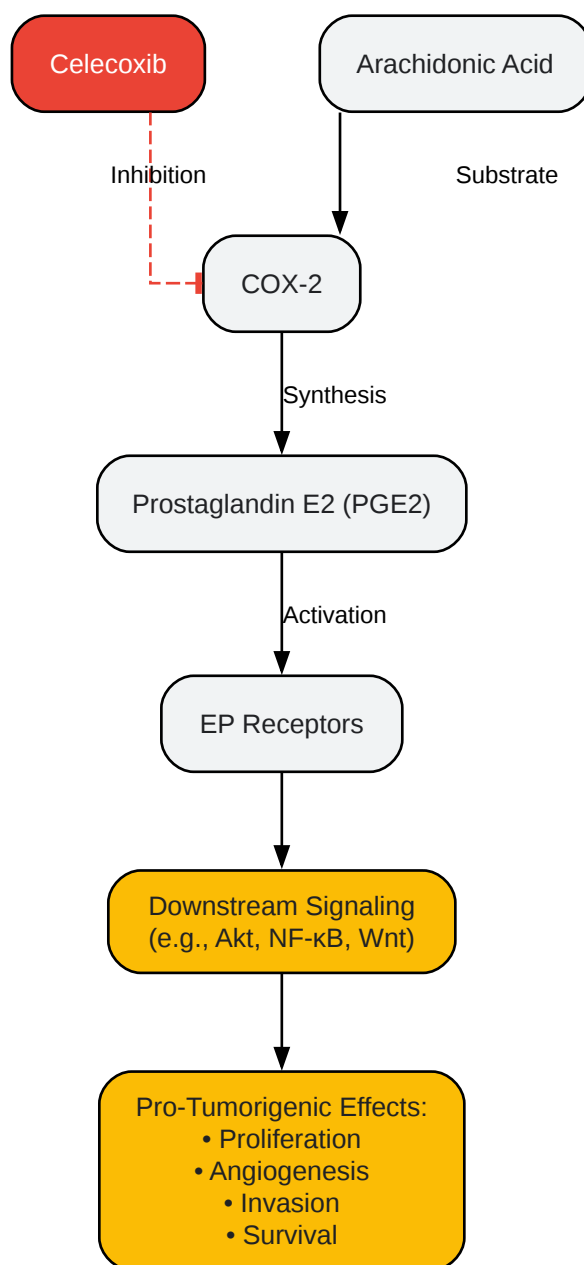 Celecoxib
Arachidonic Acid
Inhibition
Substrate
COX-2
Synthesis
Prostaglandin E2 (PGE2)
Activation
EP Receptors
Downstream Signaling
(e.g., Akt, NF-κB, Wnt)
Pro-Tumorigenic Effects:
• Proliferation
• Angiogenesis
• Invasion
• Survival